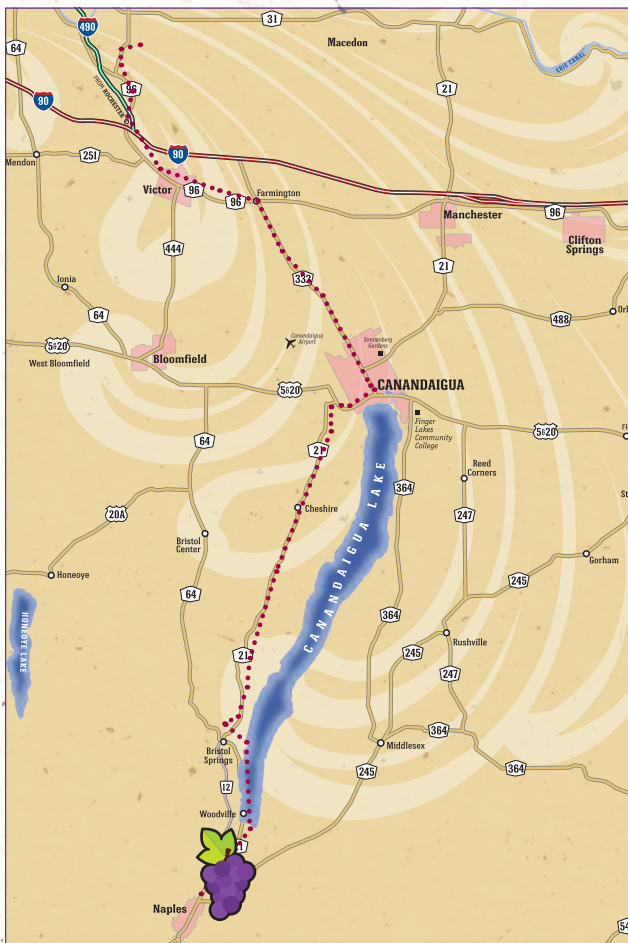 490
31
64
Macedon
ERIE CANAL
96
21
FROM ROCHESTER
90
251
90
Mendon
Victor
96
96
Farmington
96
Manchester
Clifton
Springs
444
332
21
Ionia
64
488
5&20
West Bloomfield
Bloomfield
Canandaigua
Airport
Sonnenberg
Gardens
CANANDAIGUA
5&20
Finger
Lakes
Community
College
5&20
64
21
Reed
Corners
364
20A
Cheshire
247
Bristol
Center
CANANDAIGUA LAKE
Gorham
Honeoye
245
64
HONEOYE LAKE
364
Rushville
21
245
247
364
Bristol
Springs
Middlesex
245
364
12
Woodville
Naples